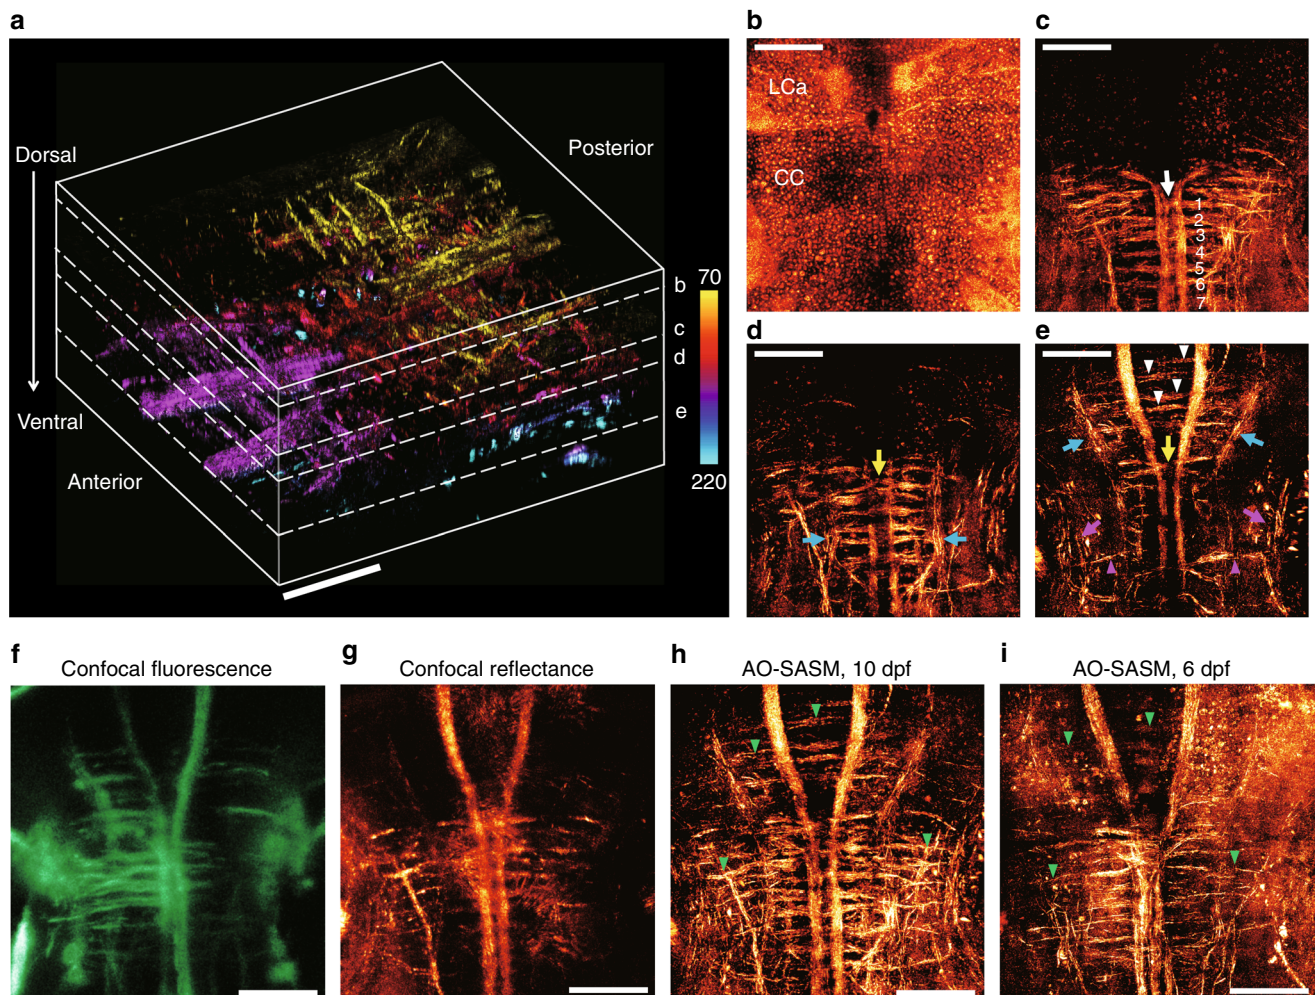 a
Dorsal
Posterior
Ventral
Anterior
b
c
d
e
70
220
b
LCa
CC
c
1
2
3
4
5
6
7
d
e
f
Confocal fluorescence
g
Confocal reflectance
h
AO-SASM, 10 dpf
i
AO-SASM, 6 dpf